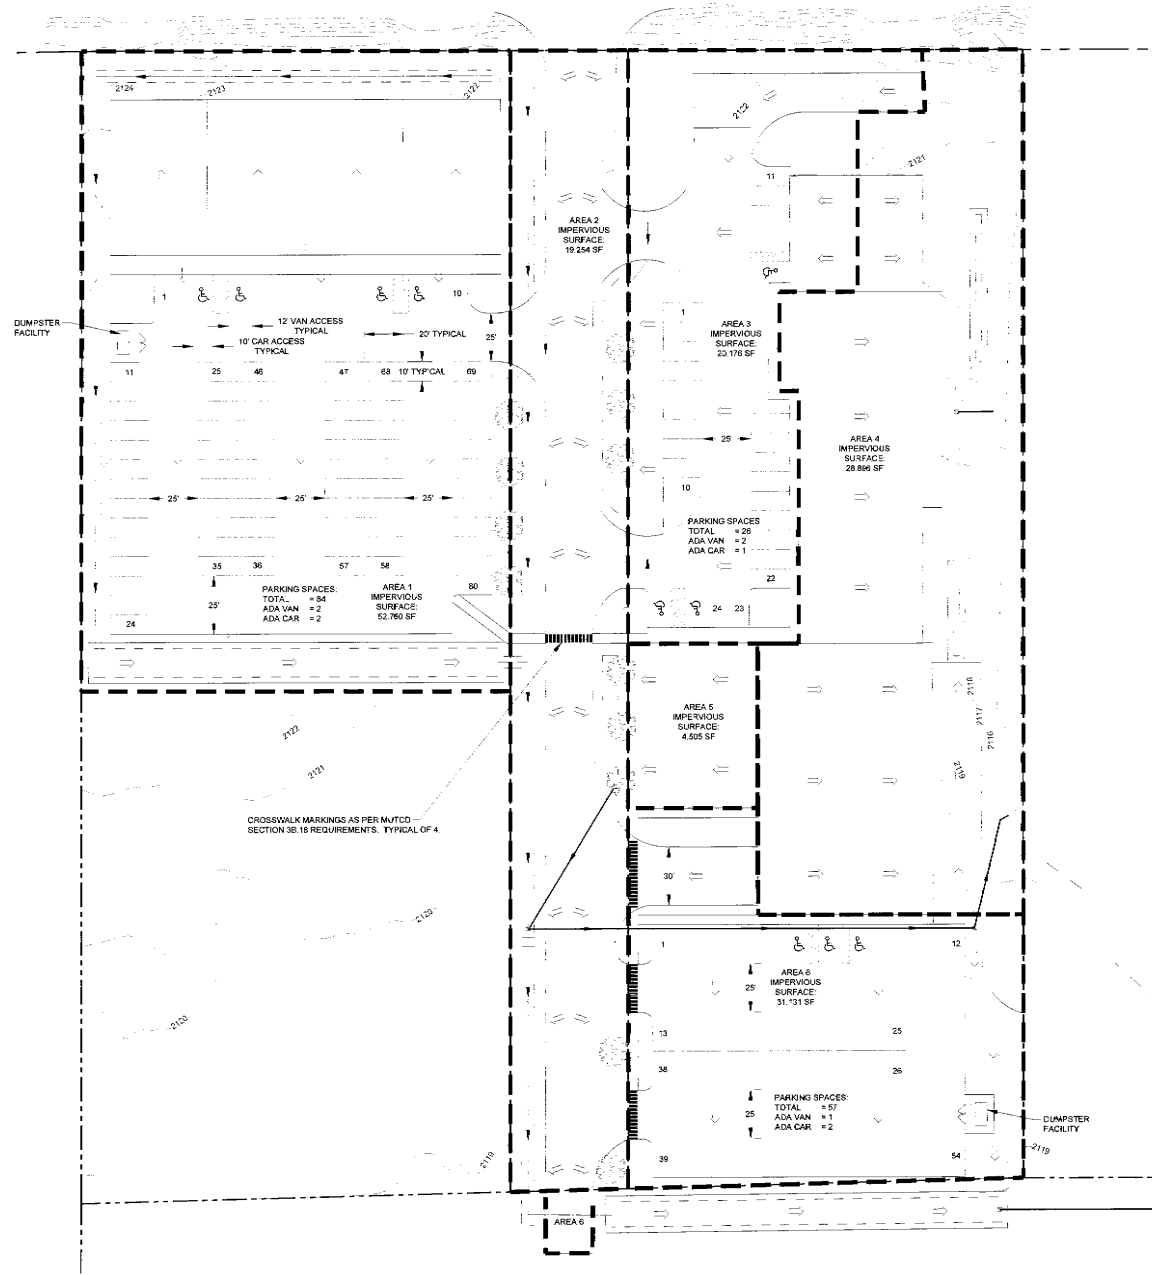 2124
2123
2122
2122
2121
11
AREA 2
IMPERVIOUS
SURFACE:
19.254 SF
1
10
DUMPSTER
FACILITY
12' VAN ACCESS
TYPICAL
10' CAR ACCESS
TYPICAL
20' TYPICAL
25'
1
AREA 3
IMPERVIOUS
SURFACE:
20.176 SF
11
25
46
47
68
10' TYPICAL
69
25'
AREA 4
IMPERVIOUS
SURFACE:
28.896 SF
25'
25'
25'
10
PARKING SPACES
TOTAL = 26
ADA VAN = 2
ADA CAR = 1
35
36
57
58
22
25'
PARKING SPACES:
TOTAL = 84
ADA VAN = 2
ADA CAR = 2
AREA 1
IMPERVIOUS
SURFACE:
52.760 SF
80
24
23
24
2122
2121
AREA 5
IMPERVIOUS
SURFACE:
4.505 SF
2118
2117
2116
2119
CROSSWALK MARKINGS AS PER MUTCD
SECTION 3B.18 REQUIREMENTS. TYPICAL OF 4.
30'
2120
1
12
AREA 6
IMPERVIOUS
SURFACE:
31.131 SF
25'
2120
13
25
38
26
PARKING SPACES:
TOTAL = 57
ADA VAN = 1
ADA CAR = 2
25
DUMPSTER
FACILITY
2119
39
54
2119
AREA 6